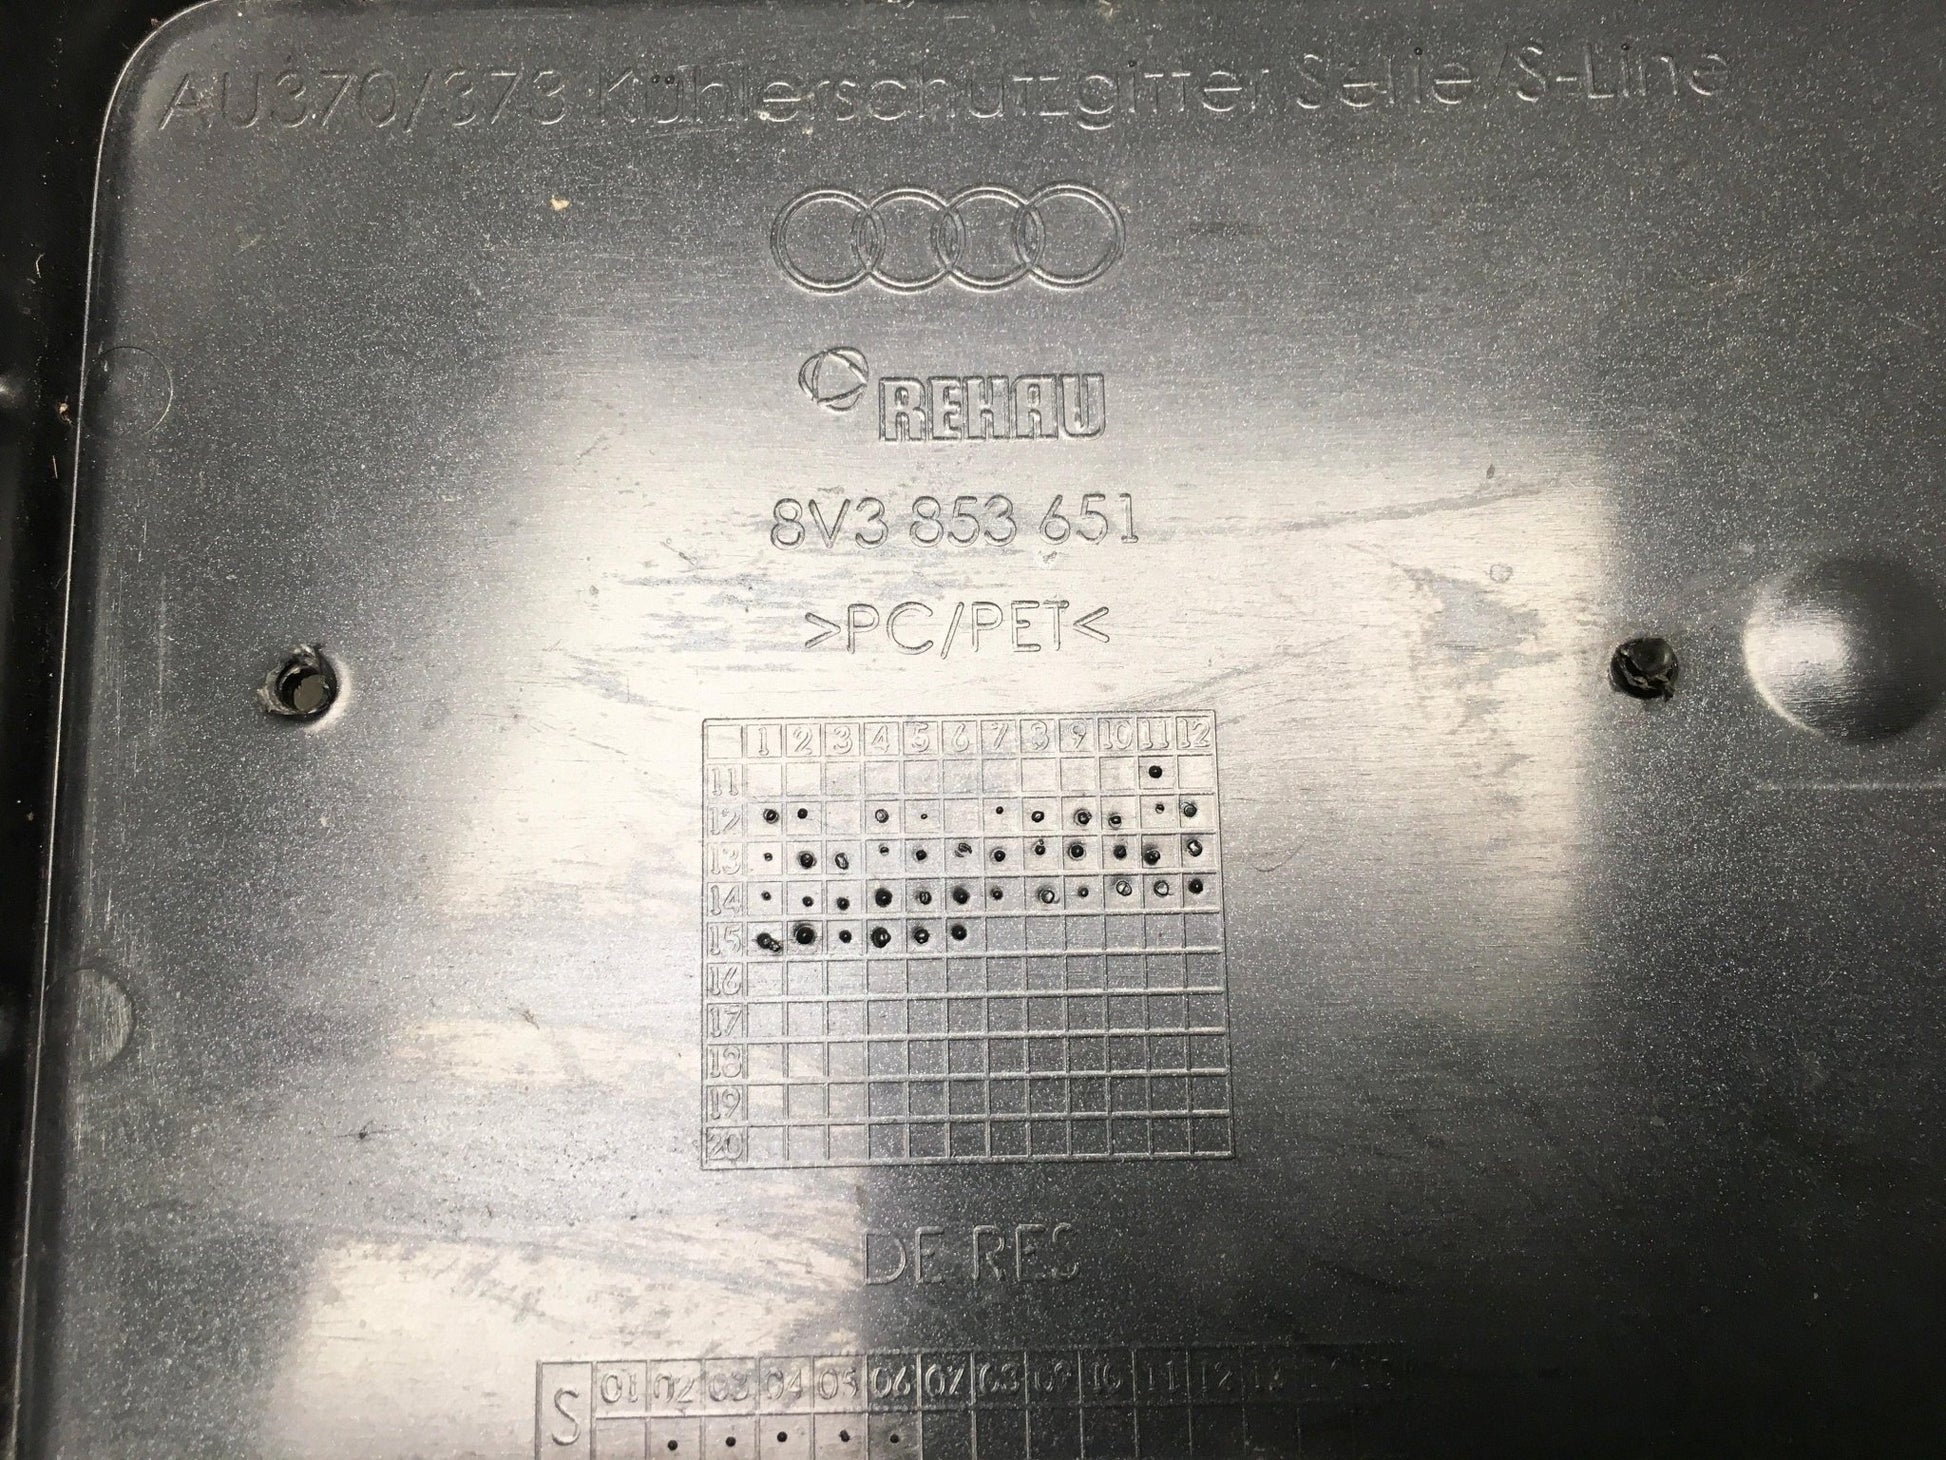 AU370/373 Kühlerschutzgitter Serie/S-Line
REHAU
8V3 853 651
>PC/PET<
1 2 3 4 5 6 7 8 9 10 11 12
11
12
13
14
15
16
17
18
19
20
DE RES
S 01 02 03 04 05 06 07 08 09 10 11 12 13